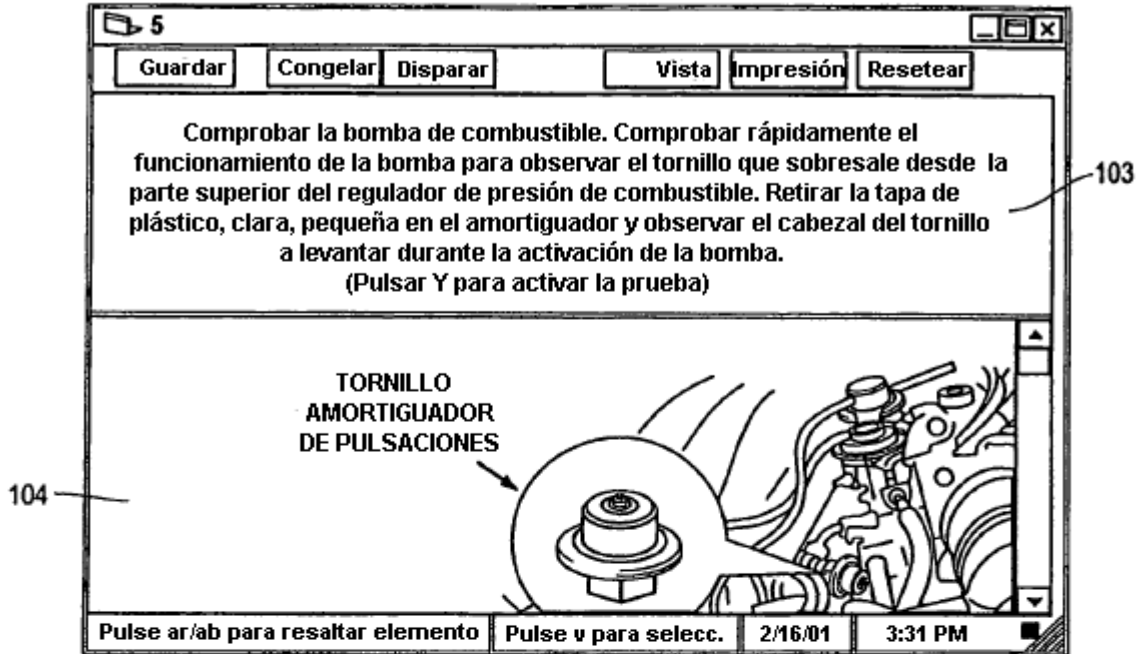 5
Guardar Congelar Disparar Vista Impresión Resetear
Comprobar la bomba de combustible. Comprobar rápidamente el
funcionamiento de la bomba para observar el tornillo que sobresale desde la
parte superior del regulador de presión de combustible. Retirar la tapa de
plástico, clara, pequeña en el amortiguador y observar el cabezal del tornillo
a levantar durante la activación de la bomba.
(Pulsar Y para activar la prueba)
103
TORNILLO
AMORTIGUADOR
DE PULSACIONES
104
Pulse ar/ab para resaltar elemento Pulse v para selecc. 2/16/01 3:31 PM